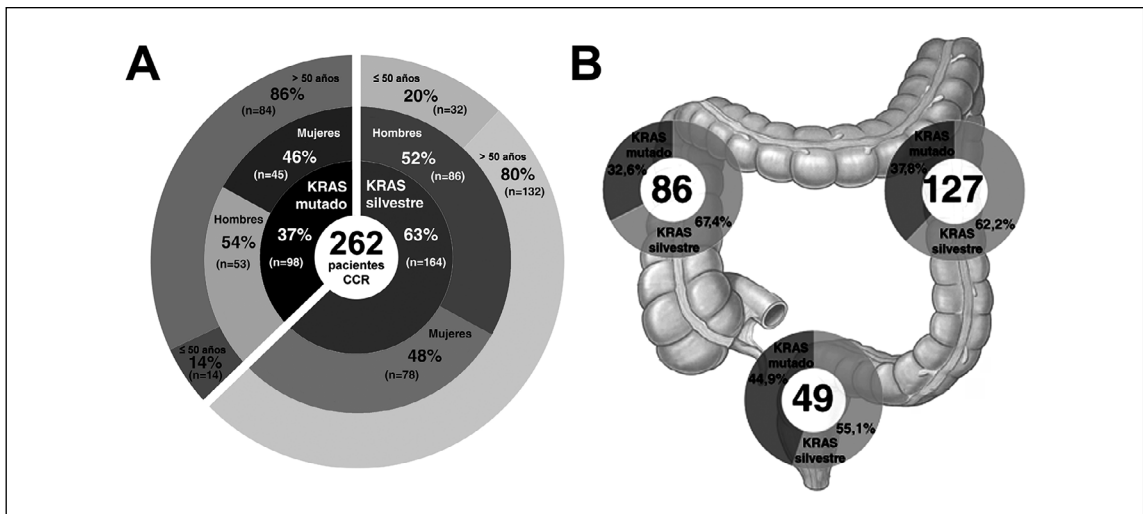 A
> 50 años
86%
(n=84)
≤ 50 años
20%
(n=32)
Mujeres
46%
(n=45)
Hombres
52%
(n=86)
> 50 años
80%
(n=132)
KRAS
mutado
37%
(n=98)
KRAS
silvestre
63%
(n=164)
Hombres
54%
(n=53)
262
pacientes
CCR
Mujeres
48%
(n=78)
≤ 50 años
14%
(n=14)
B
KRAS
mutado
32,6%
86
67,4%
KRAS
silvestre
KRAS
mutado
37,8%
127
62,2%
KRAS
silvestre
KRAS
mutado
44,9%
49
55,1%
KRAS
silvestre